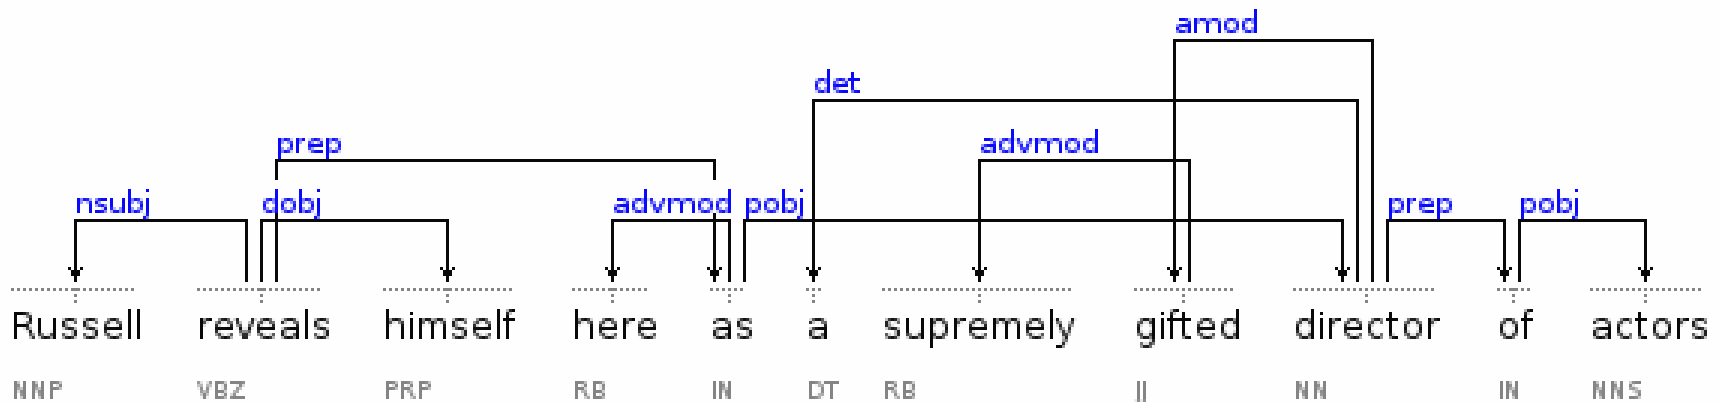 amod
det
prep advmod
nsubj dobj advmod pobj prep pobj
Russell reveals himself here as a supremely gifted director of actors
NNP VBZ PRP RB IN DT RB JJ NN IN NNS